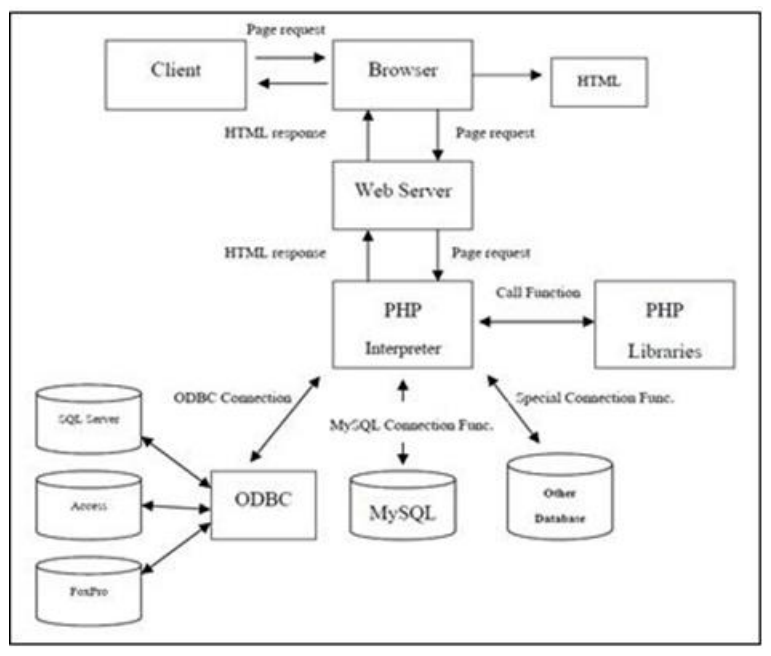 Page request
Client
Browser
HTML
HTML response
Page request
Web Server
HTML response
Page request
Call Function
PHP
Interpreter
PHP
Libraries
ODBC Connection
Special Connection Func.
MySQL Connection Func.
SQL Server
Access
FoxPro
ODBC
MySQL
Other
Database